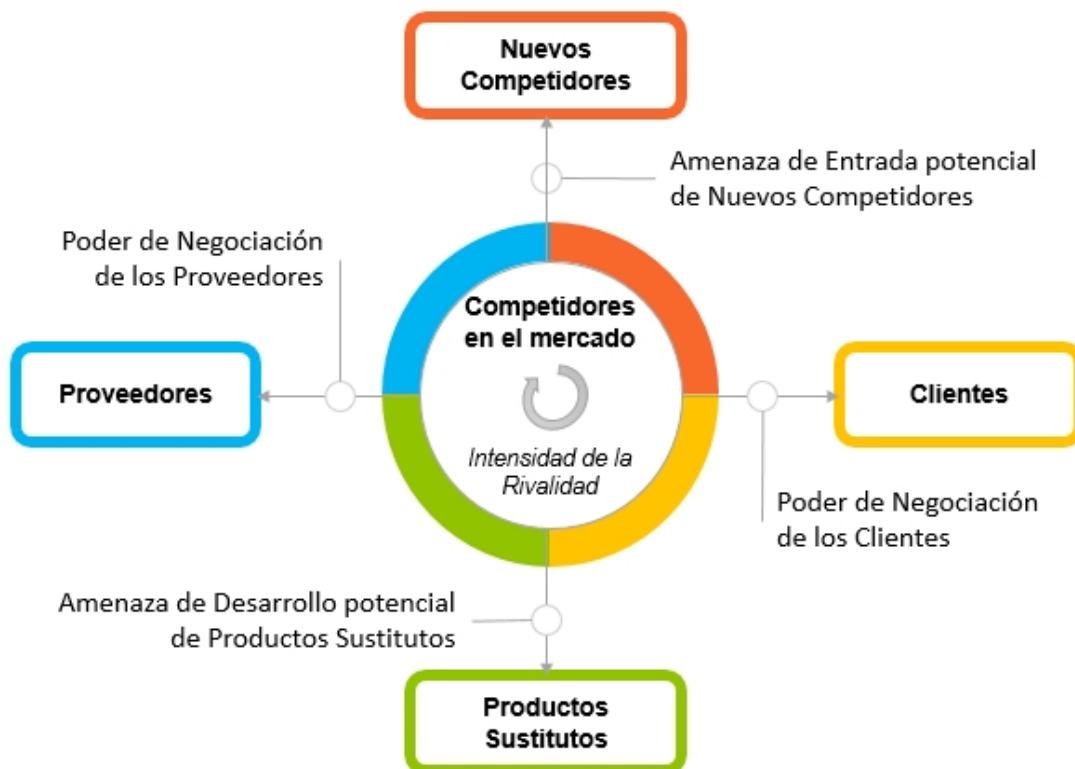 Nuevos
Competidores
Amenaza de Entrada potencial
de Nuevos Competidores
Poder de Negociación
de los Proveedores
Competidores
en el mercado
Proveedores
Clientes
Intensidad de la
Rivalidad
Poder de Negociación
de los Clientes
Amenaza de Desarrollo potencial
de Productos Sustitutos
Productos
Sustitutos